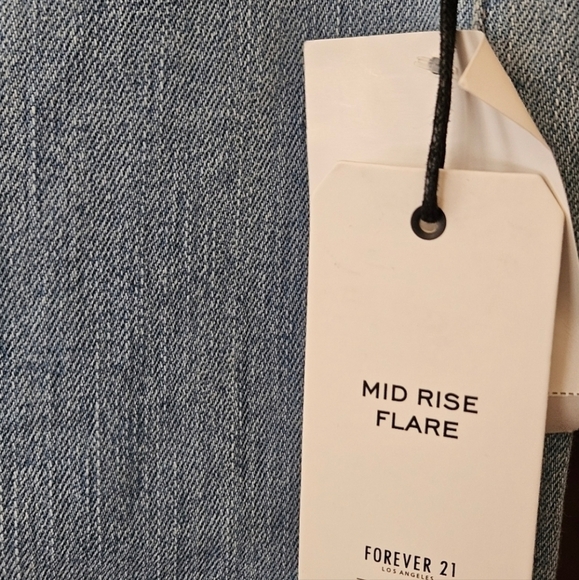 MID RISE
FLARE
FOREVER 21
LOS ANGELES